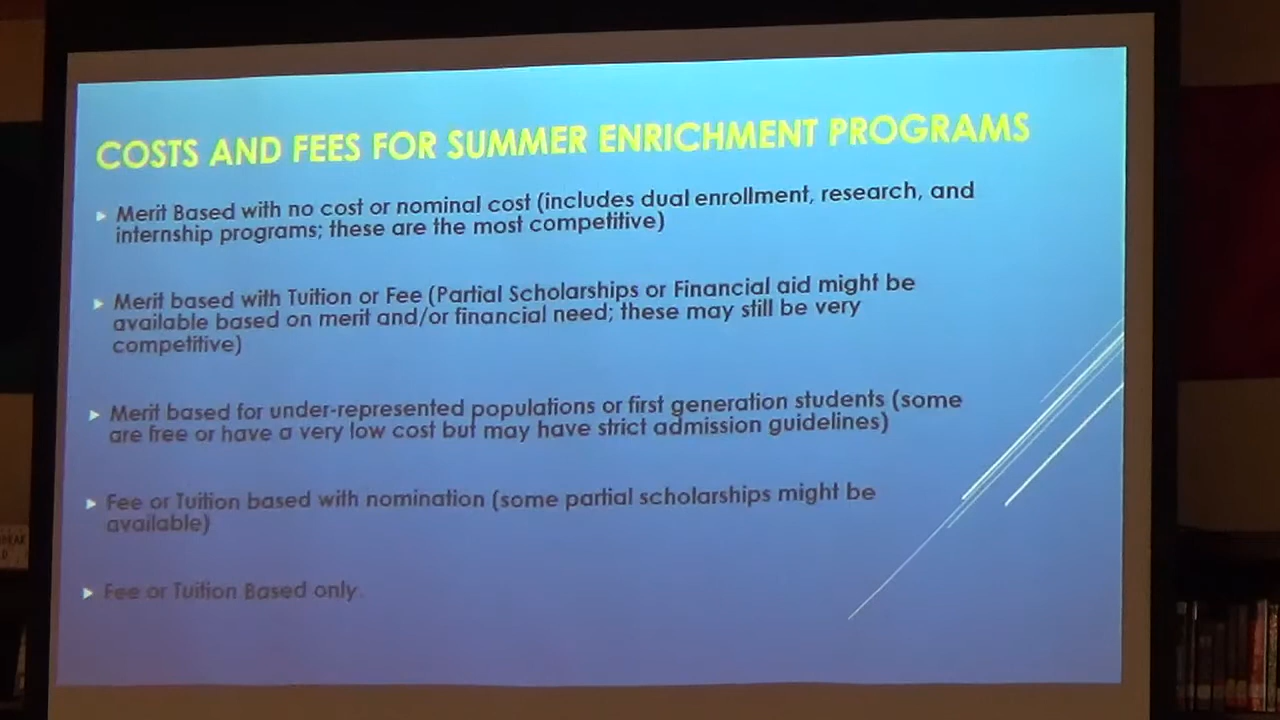 COSTS AND FEES FOR SUMMER ENRICHMENT PROGRAMS
Merit Based with no cost or nominal cost (includes dual enrollment, research, and
internship programs; these are the most competitive)
Merit based with Tuition or Fee (Partial Scholarships or Financial aid might be
available based on merit and/or financial need; these may still be very
competitive)
Merit based for under-represented populations or first generation students (some
are free or have a very low cost but may have strict admission guidelines)
Fee or Tuition based with nomination (some partial scholarships might be
available)
Fee or Tuition Based only.